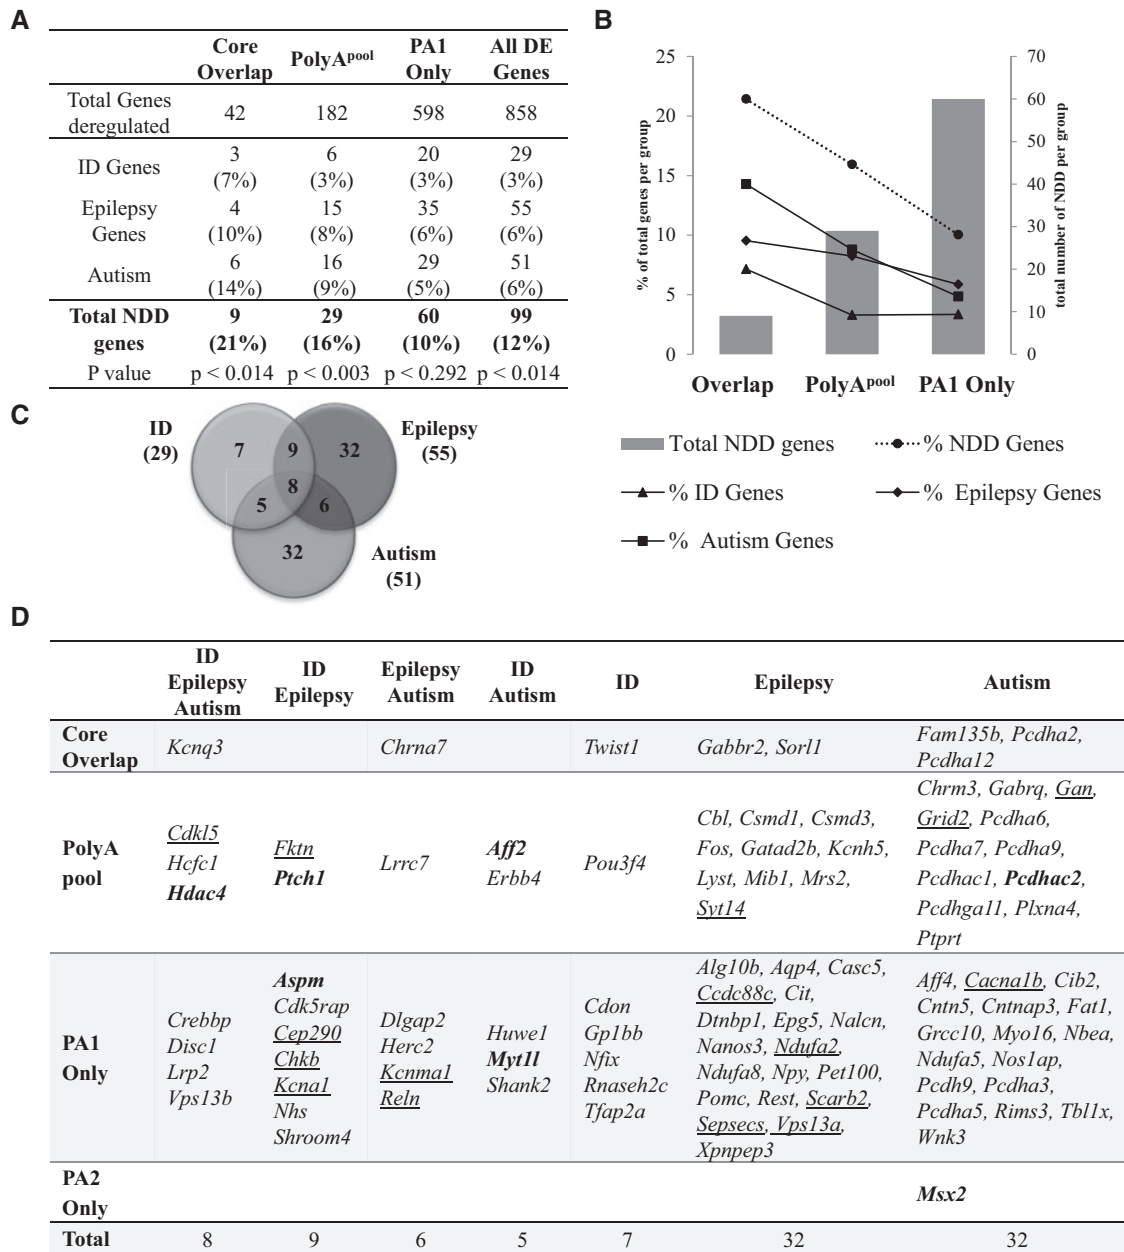 A
Core Overlap PolyApool PA1 Only All DE Genes
Total Genes deregulated 42 182 598 858
ID Genes 3 (7%) 6 (3%) 20 (3%) 29 (3%)
Epilepsy Genes 4 (10%) 15 (8%) 35 (6%) 55 (6%)
Autism 6 (14%) 16 (9%) 29 (5%) 51 (6%)
Total NDD genes 9 (21%) 29 (16%) 60 (10%) 99 (12%)
P value p < 0.014 p < 0.003 p < 0.292 p < 0.014
B
% of total genes per group
25
20
15
10
5
0
total number of NDD per group
70
60
50
40
30
20
10
0
Overlap PolyApool PA1 Only
Total NDD genes % NDD Genes
% ID Genes % Epilepsy Genes
% Autism Genes
C
ID (29)
Epilepsy (55)
Autism (51)
7 9 32
8
5 6
32
D
ID Epilepsy Autism ID Epilepsy Epilepsy Autism ID Autism ID Epilepsy Autism
Core Overlap
Kcnq3
Chrna7
Twist1
Gabbr2, Sorl1
Fam135b, Pcdha2,
Pcdha12
PolyA pool
Cdkl5
Hcfc1
Hdac4
Fktn
Ptch1
Lrrc7
Aff2
Erbb4
Pou3f4
Cbl, Csmd1, Csmd3,
Fos, Gatad2b, Kcnh5,
Lyst, Mib1, Mrs2,
Syt14
Chrm3, Gabrq, Gan,
Grid2, Pcdha6,
Pcdha7, Pcdha9,
Pcdhac1, Pcdhac2,
Pcdhga11, Plxna4,
Ptprt
PA1 Only
Crebbp
Disc1
Lrp2
Vps13b
Aspm
Cdk5rap
Cep290
Chkb
Kcna1
Nhs
Shroom4
Dlgap2
Herc2
Kcnma1
Reln
Huwe1
Myt1l
Shank2
Cdon
Gp1bb
Nfix
Rnaseh2c
Tfap2a
Alg10b, Aqp4, Casc5,
Ccdc88c, Cit,
Dtnbp1, Epg5, Nalcn,
Nanos3, Ndufa2,
Ndufa8, Npy, Pet100,
Pomc, Rest, Scarb2,
Sepsecs, Vps13a,
Xpnpep3
Aff4, Cacna1b, Cib2,
Cntn5, Cntnap3, Fat1,
Grcc10, Myo16, Nbea,
Ndufa5, Nos1ap,
Pcdh9, Pcdha3,
Pcdha5, Rims3, Tbl1x,
Wnk3
PA2 Only
Msx2
Total 8 9 6 5 7 32 32